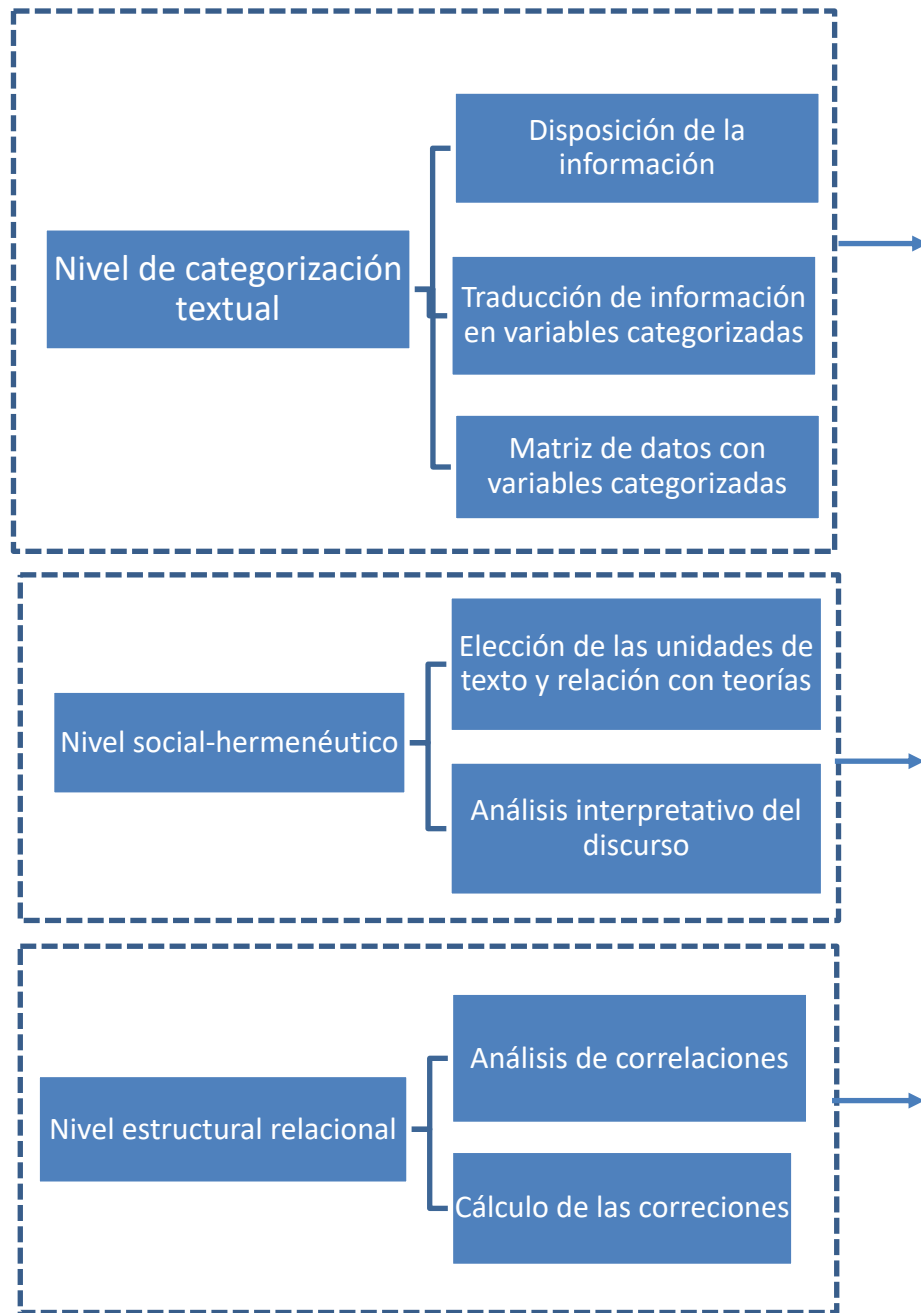 Nivel de categorización
textual
Disposición de la
información
Traducción de información
en variables categorizadas
Matriz de datos con
variables categorizadas
Nivel social-hermenéutico
Elección de las unidades de
texto y relación con teorías
Análisis interpretativo del
discurso
Nivel estructural relacional
Análisis de correlaciones
Cálculo de las correciones